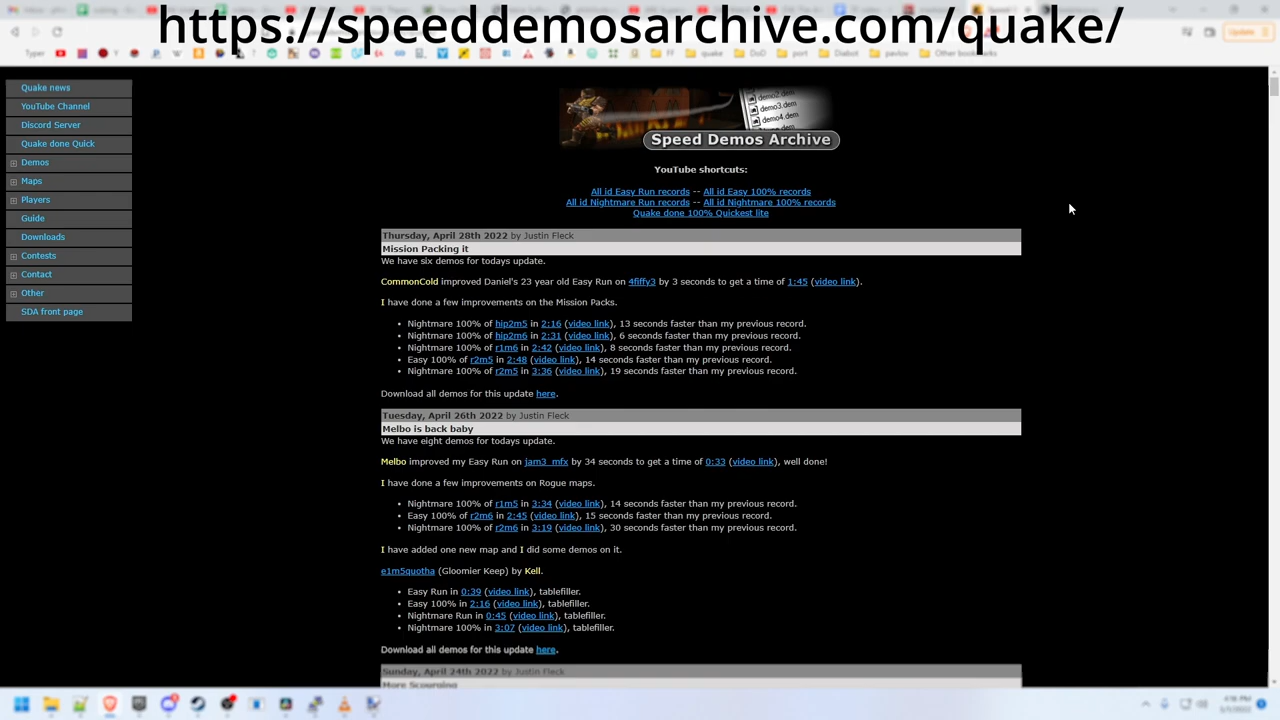 https://speeddemosarchive.com/quake/
Quake news
YouTube Channel
Discord Server
Quake done Quick
Demos
Maps
Players
Guide
Downloads
Contests
Contact
Other
SDA front page
demo2.dem
demo3.dem
demo4.dem
Speed Demos Archive
YouTube shortcuts:
All id Easy Run records -- All id Easy 100% records
All id Nightmare Run records -- All id Nightmare 100% records
Quake done 100% Quickest lite
Thursday, April 28th 2022 by Justin Fleck
Mission Packing it
We have six demos for todays update.
CommonCold improved Daniel's 23 year old Easy Run on 4fiffy3 by 3 seconds to get a time of 1:45 (video link).
I have done a few improvements on the Mission Packs.
• Nightmare 100% of hip2m5 in 2:16 (video link), 13 seconds faster than my previous record.
• Nightmare 100% of hip2m6 in 2:31 (video link), 6 seconds faster than my previous record.
• Nightmare 100% of r1m6 in 2:42 (video link), 8 seconds faster than my previous record.
• Easy 100% of r2m5 in 2:48 (video link), 14 seconds faster than my previous record.
• Nightmare 100% of r2m5 in 3:36 (video link), 19 seconds faster than my previous record.
Download all demos for this update here.
Tuesday, April 26th 2022 by Justin Fleck
Melbo is back baby
We have eight demos for todays update.
Melbo improved my Easy Run on jam3_mfx by 34 seconds to get a time of 0:33 (video link), well done!
I have done a few improvements on Rogue maps.
• Nightmare 100% of r1m5 in 3:34 (video link), 14 seconds faster than my previous record.
• Easy 100% of r2m6 in 2:45 (video link), 15 seconds faster than my previous record.
• Nightmare 100% of r2m6 in 3:19 (video link), 30 seconds faster than my previous record.
I have added one new map and I did some demos on it.
e1m5quotha (Gloomier Keep) by Kell.
• Easy Run in 0:39 (video link), tablefiller.
• Easy 100% in 2:16 (video link), tablefiller.
• Nightmare Run in 0:45 (video link), tablefiller.
• Nightmare 100% in 3:07 (video link), tablefiller.
Download all demos for this update here.
Sunday, April 24th 2022 by Justin Fleck
More Scourging